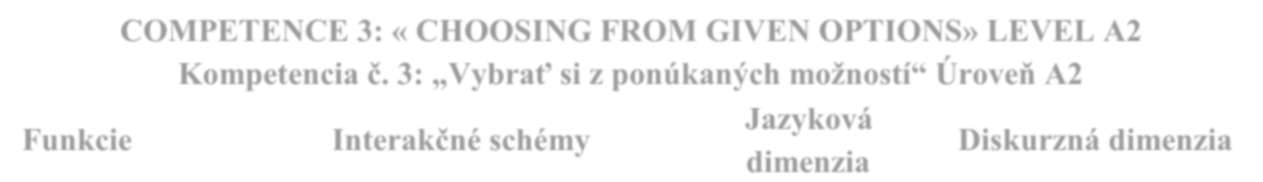 COMPETENCE 3: « CHOOSING FROM GIVEN OPTIONS» LEVEL A2
Kompetencia č. 3: „Vybrať si z ponúkaných možností“ Úroveň A2
Funkcie Interakčné schémy Jazyková dimenzia Diskurzná dimenzia